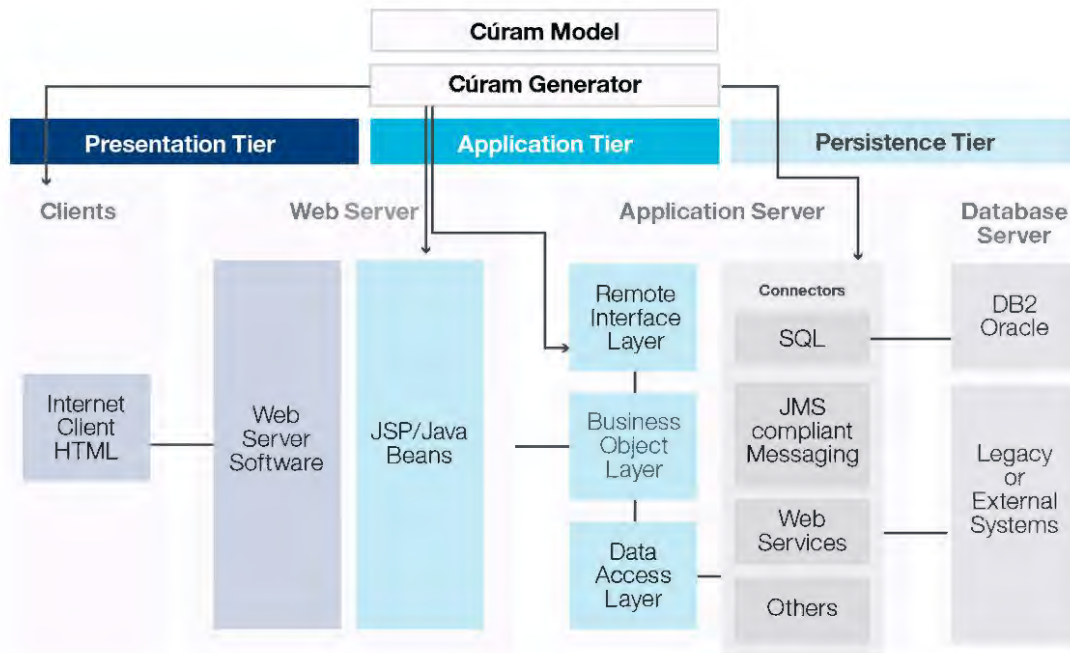 Cúram Model
Cúram Generator
Presentation Tier
Application Tier
Persistence Tier
Clients
Web Server
Application Server
Database
Server
Internet
Client
HTML
Web
Server
Software
JSP/Java
Beans
Remote
Interface
Layer
Business
Object
Layer
Data
Access
Layer
Connectors
SQL
JMS
compliant
Messaging
Web
Services
Others
DB2
Oracle
Legacy
or
External
Systems